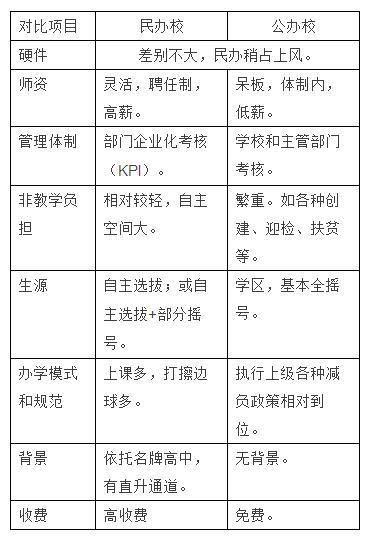 对比项目 民办校 公办校
硬件 差别不大，民办稍占上风。
师资 灵活，聘任制， 呆板，体制内，
高薪。 低薪。
管理体制 部门企业化考核 学校和主管部门
（KPI）。 考核。
非教学负 相对较轻，自主 繁重。如各种创
担 空间大。 建、迎检、扶贫
等。
生源 自主选拔；或自 学区，基本全摇
主选拔+部分摇 号。
号。
办学模式 上课多，打擦边 执行上级各种减
和规范 球多。 负政策相对到
位。
背景 依托名牌高中， 无背景。
有直升通道。
收费 高收费 免费。